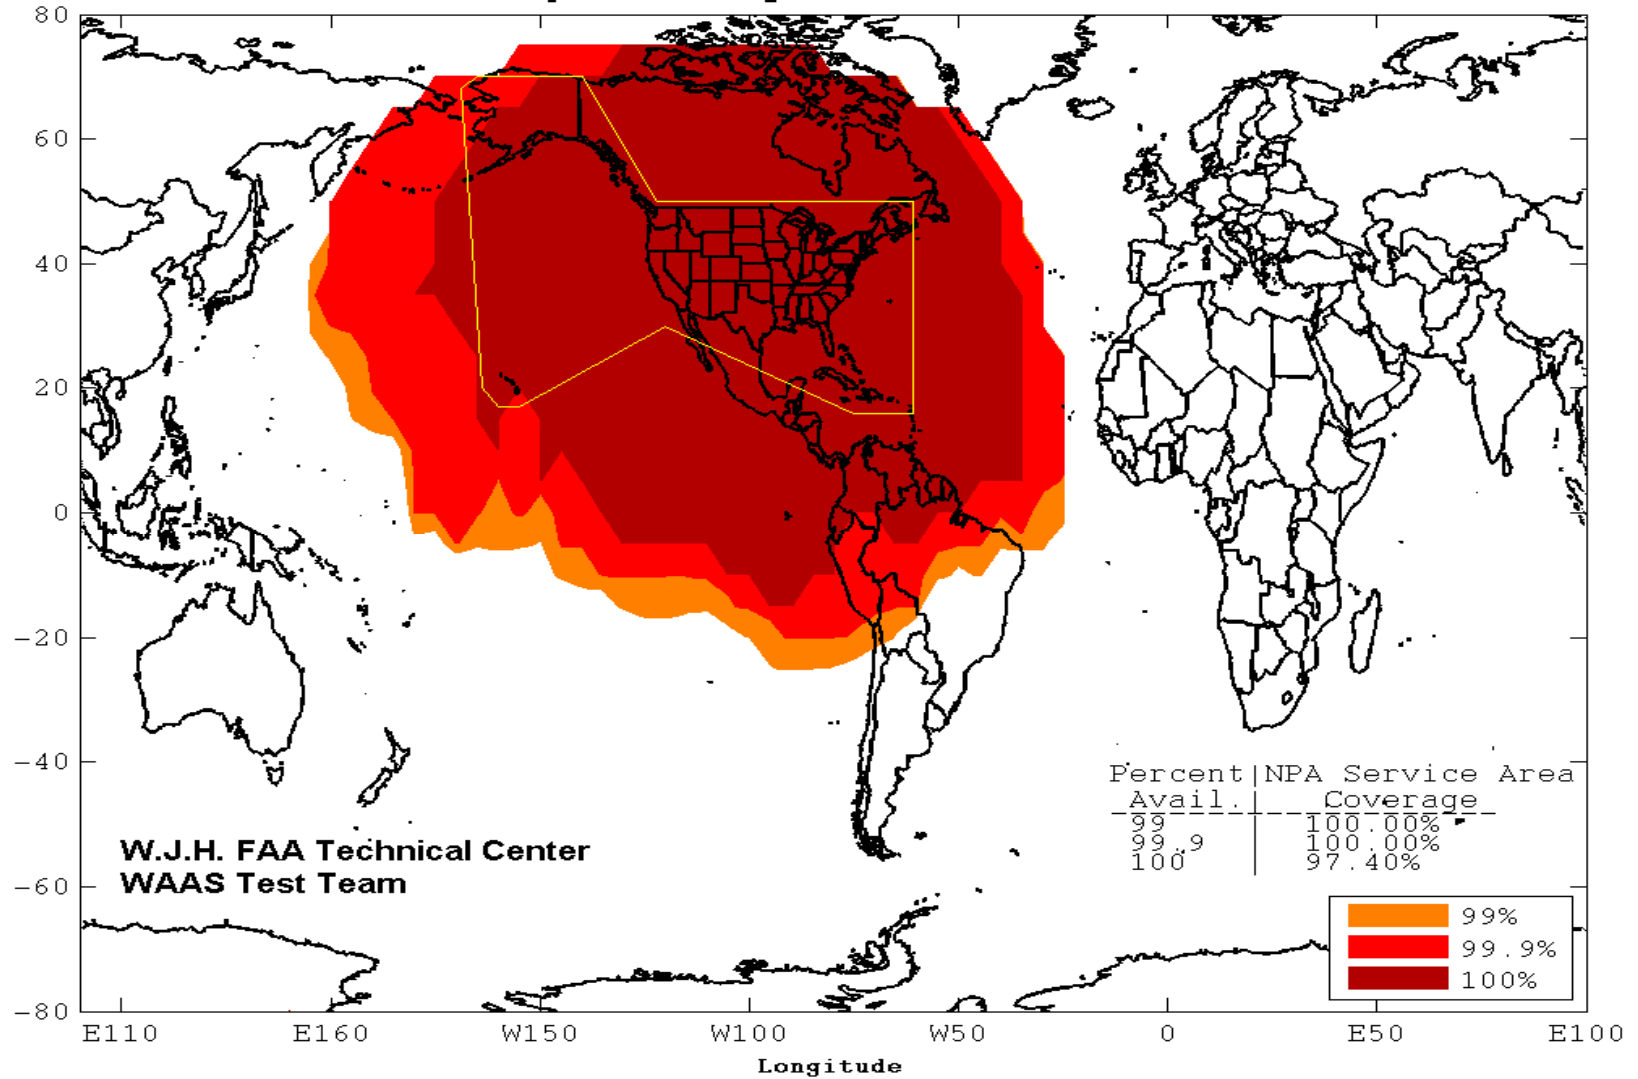 80
60
40
20
0
-20
-40
-60
-80
Percent|NPA Service Area
Avail.| Coverage
99 | 100.00%
99.9 | 100.00%
100 | 97.40%
W.J.H. FAA Technical Center
WAAS Test Team
99%
99.9%
100%
E110 E160 W150 W100 W50 0 E50 E100
Longitude